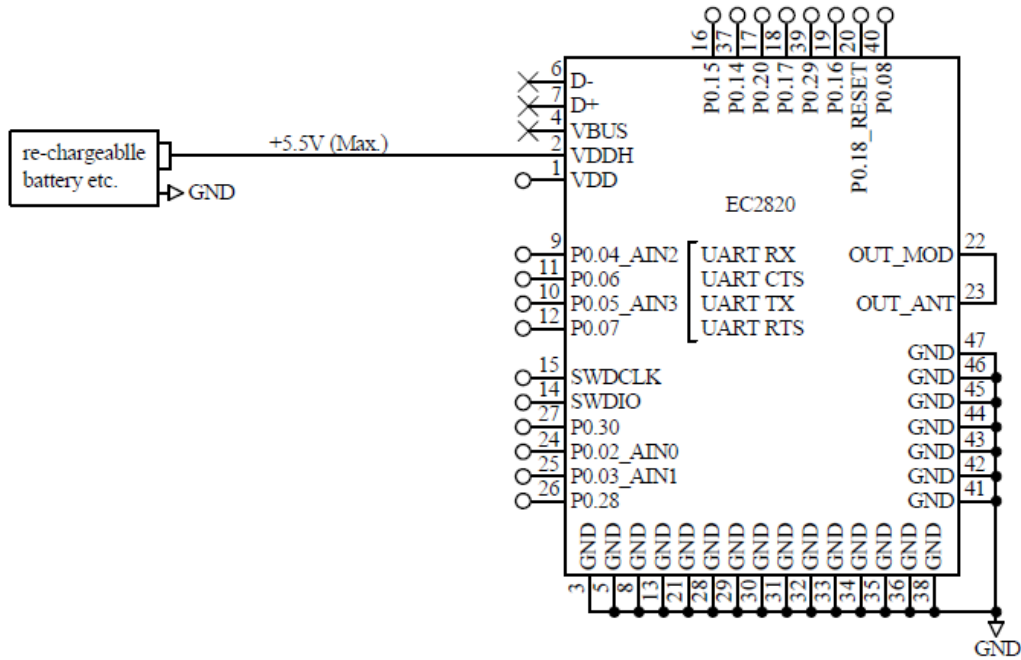 16 37 17 18 39 19 20 40
P0.15 P0.14 P0.20 P0.17 P0.29 P0.16 P0.18_RESET P0.08
6 D-
7 D+
4 VBUS
+5.5V (Max.) 2 VDDH
1 VDD
re-chargeablle
battery etc.
GND
EC2820
9 P0.04_AIN2 UART RX
11 P0.06 UART CTS
10 P0.05_AIN3 UART TX
12 P0.07 UART RTS
OUT_MOD 22
OUT_ANT 23
15 SWDCLK
14 SWDIO
27 P0.30
24 P0.02_AIN0
25 P0.03_AIN1
26 P0.28
GND 47
GND 46
GND 45
GND 44
GND 43
GND 42
GND 41
GND GND GND GND GND GND GND GND GND GND GND GND GND GND GND
3 5 8 13 21 28 29 30 31 32 33 34 35 36 38
GND